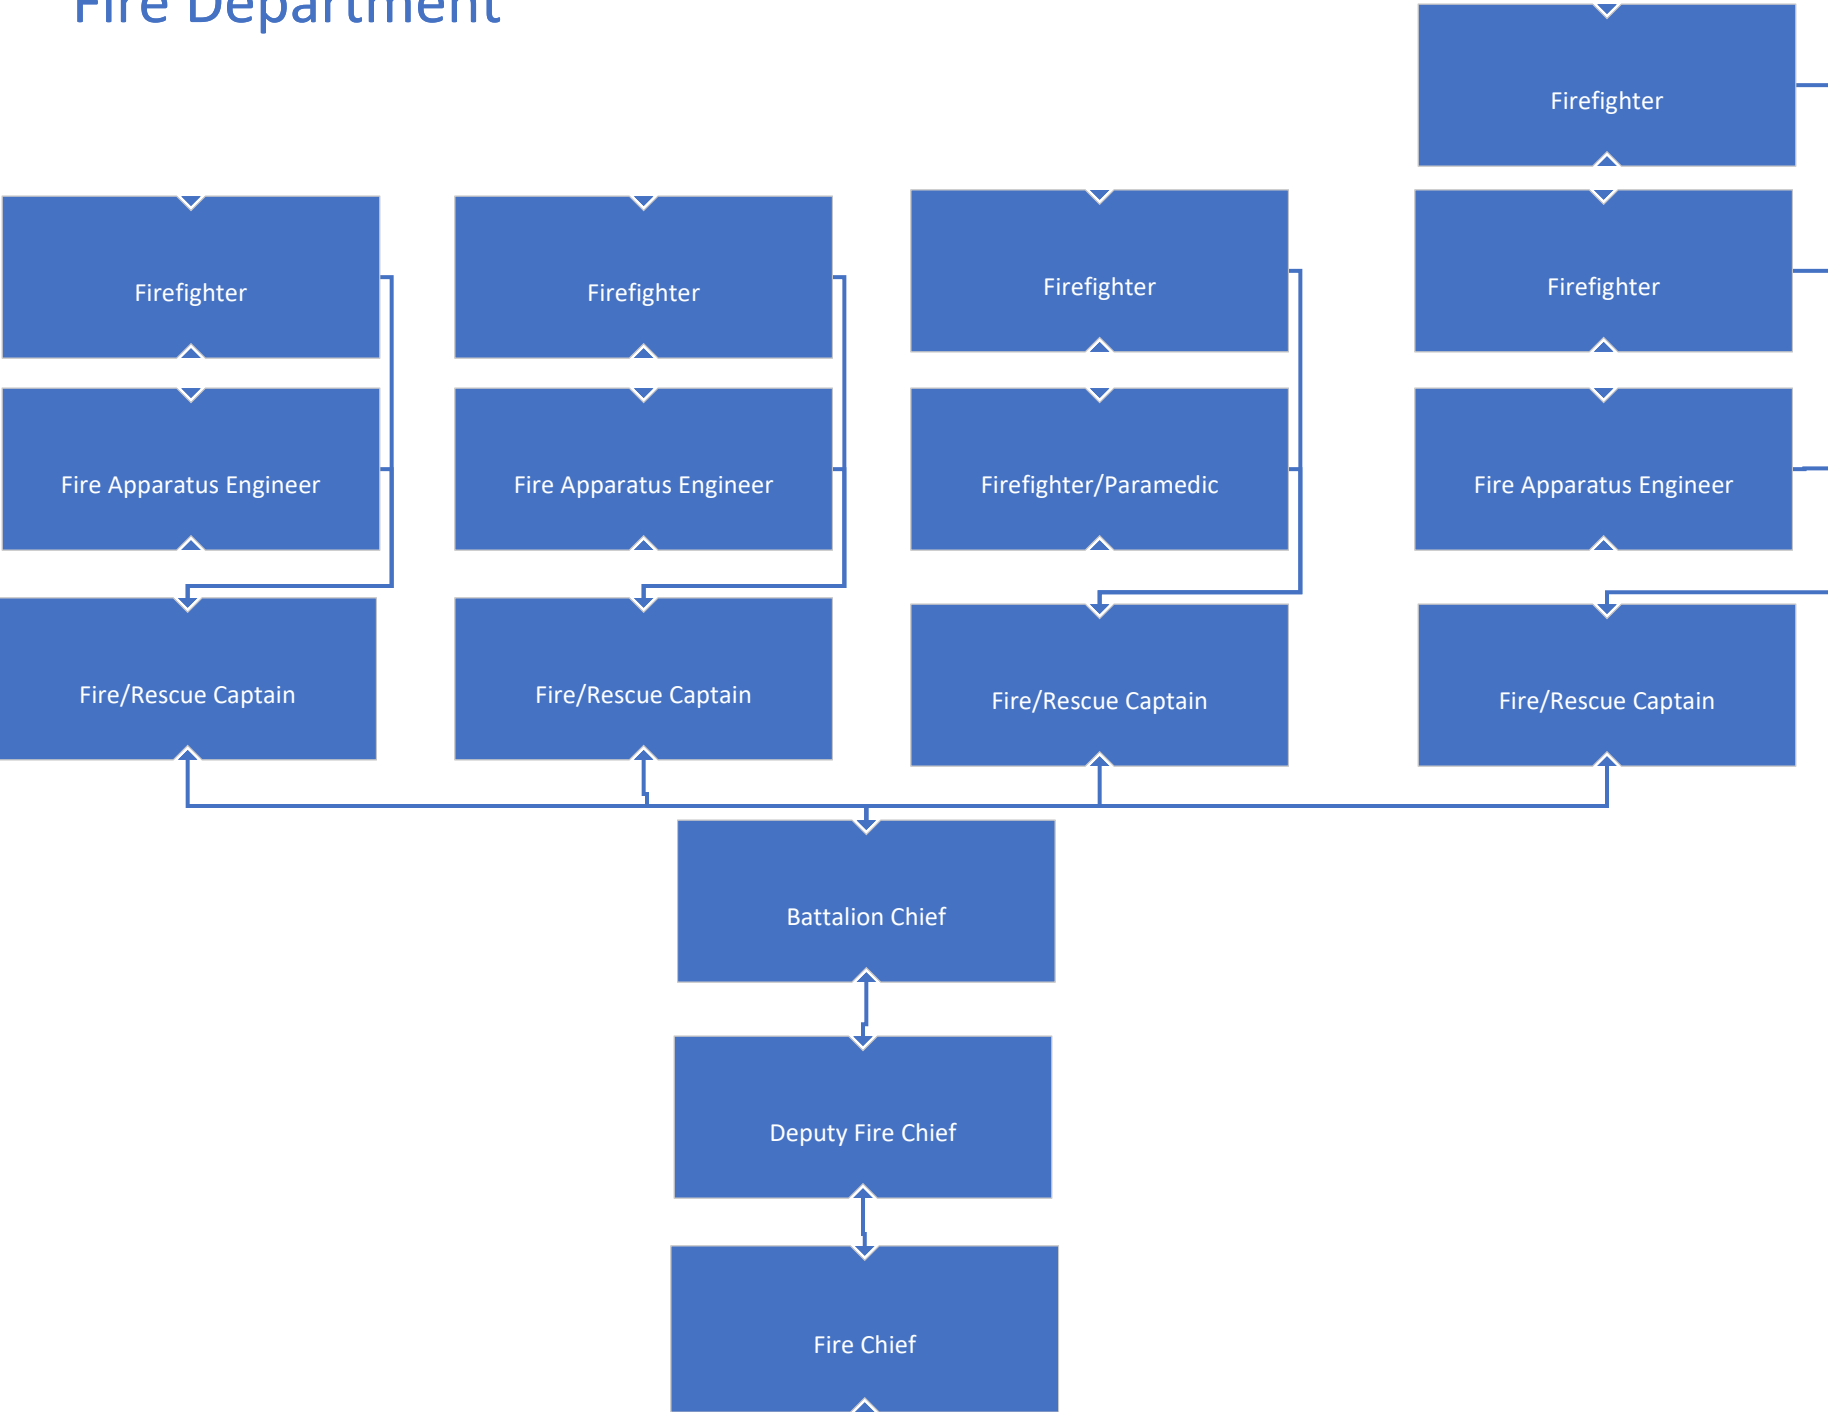 Fire Department
Firefighter
Firefighter
Firefighter
Firefighter
Firefighter
Fire Apparatus Engineer
Fire Apparatus Engineer
Firefighter/Paramedic
Fire Apparatus Engineer
Fire/Rescue Captain
Fire/Rescue Captain
Fire/Rescue Captain
Fire/Rescue Captain
Battalion Chief
Deputy Fire Chief
Fire Chief